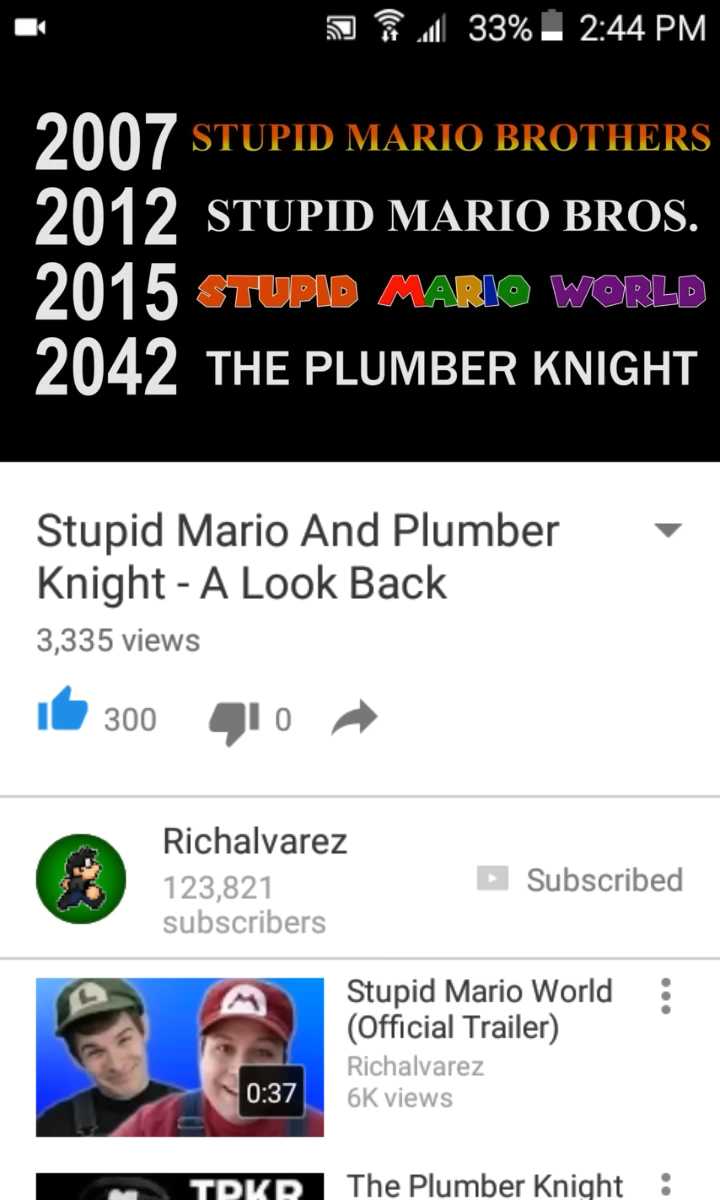 33% 2:44 PM
2007 STUPID MARIO BROTHERS
2012 STUPID MARIO BROS.
2015 STUPID MARIO WORLD
2042 THE PLUMBER KNIGHT
Stupid Mario And Plumber
Knight - A Look Back
3,335 views
300 0
Richalvarez
123,821
subscribers
Subscribed
L M
0:37
Stupid Mario World
(Official Trailer)
Richalvarez
6K views
TPKR
The Plumber Knight